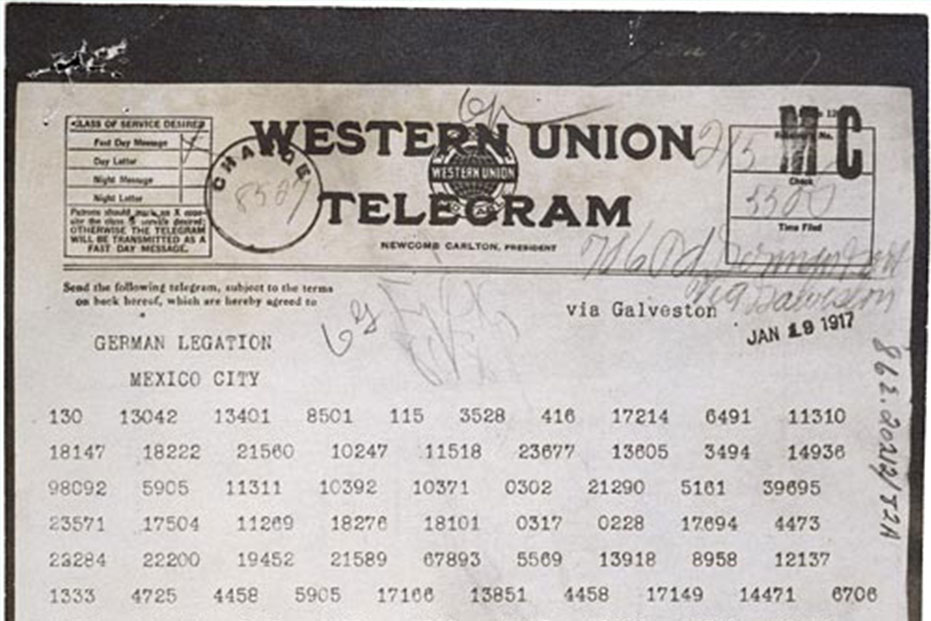 CLASS OF SERVICE DESIRED
Fast Day Message
Day Letter
Night Message
Night Letter
Patrons should mark an X oppo-
site the class of service desired;
OTHERWISE THE TELEGRAM
WILL BE TRANSMITTED AS A
FAST DAY MESSAGE.
CHARGE
8527
WESTERN UNION
WESTERN UNION
TELEGRAM
NEWCOMB CARLTON, PRESIDENT
MC
Check
Time Filed
Send the following telegram, subject to the terms
on back hereof, which are hereby agreed to
via Galveston
via Galveston
JAN 19 1917
GERMAN LEGATION
MEXICO CITY
130 13042 13401 8501 115 3528 416 17214 6491 11310
18147 18222 21560 10247 11518 23677 13605 3494 14936
98092 5905 11311 10392 10371 0302 21290 5161 39695
23571 17504 11269 18276 18101 0317 0228 17694 4473
23284 22200 19452 21589 67893 5569 13918 8958 12137
1333 4725 4458 5905 17166 13851 4458 17149 14471 6706
862.20212/82A